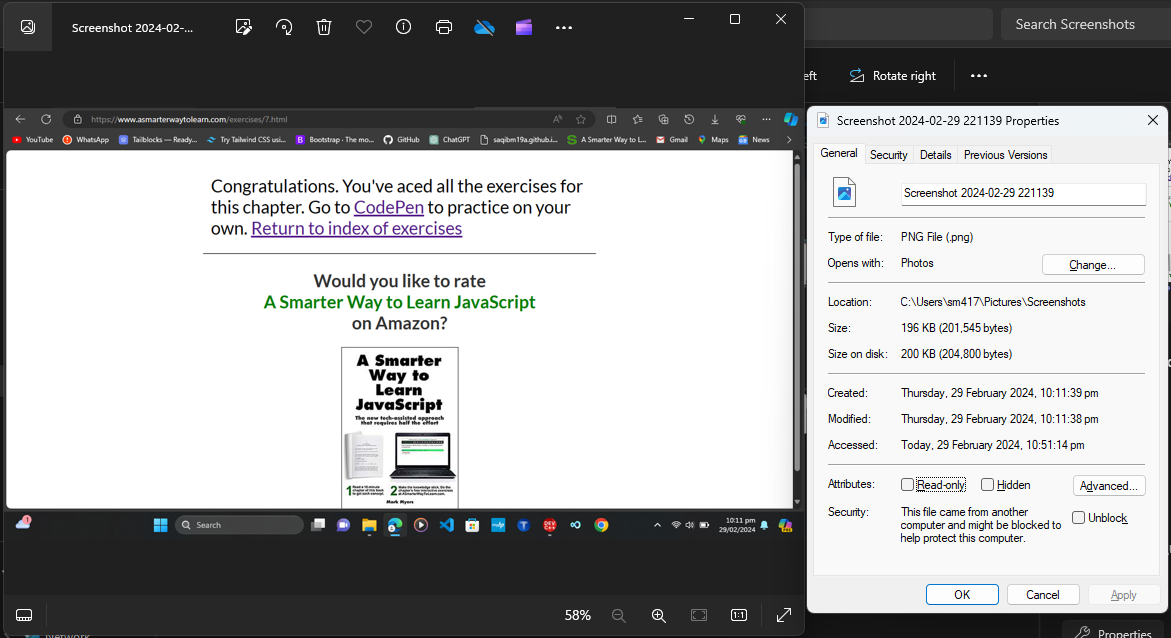 Screenshot 2024-02-...
Search Screenshots
Rotate right
https://www.asmarterwaytolearn.com/exercises/7.html
YouTube
WhatsApp
Tailblocks — Ready...
Try Tailwind CSS usi...
Bootstrap · The mo...
GitHub
ChatGPT
saqibm19a.github.i...
A Smarter Way to L...
Gmail
Maps
News
Congratulations. You've aced all the exercises for
this chapter. Go to CodePen to practice on your
own. Return to index of exercises
Would you like to rate
A Smarter Way to Learn JavaScript
on Amazon?
A Smarter
Way to
Learn
JavaScript
The new tech-assisted approach
that requires half the effort
1
2
Mark Myers
Search
10:11 pm
29/02/2024
58%
1:1
Screenshot 2024-02-29 221139 Properties
General
Security
Details
Previous Versions
Screenshot 2024-02-29 221139
Type of file: PNG File (.png)
Opens with: Photos
Change...
Location: C:\Users\sm417\Pictures\Screenshots
Size: 196 KB (201,545 bytes)
Size on disk: 200 KB (204,800 bytes)
Created: Thursday, 29 February 2024, 10:11:39 pm
Modified: Thursday, 29 February 2024, 10:11:38 pm
Accessed: Today, 29 February 2024, 10:51:14 pm
Attributes: Read-only Hidden
Advanced...
Security: This file came from another
computer and might be blocked to
help protect this computer.
Unblock
OK
Cancel
Apply
Network
Properties